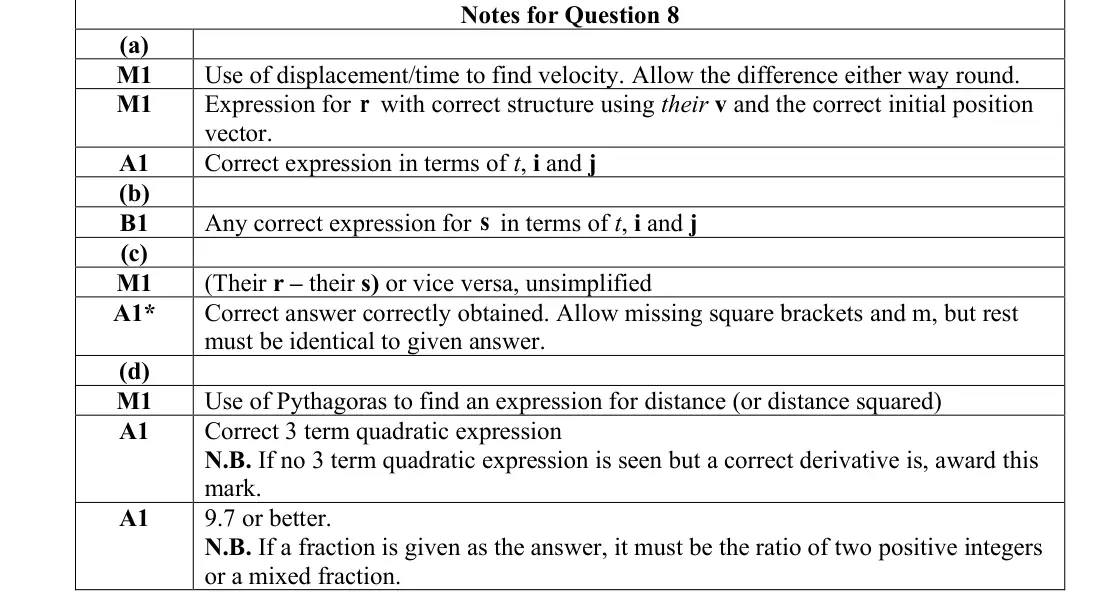 Notes for Question 8
(a)
M1 Use of displacement/time to find velocity. Allow the difference either way round.
M1 Expression for r with correct structure using their v and the correct initial position
vector.
A1 Correct expression in terms of t, i and j
(b)
B1 Any correct expression for s in terms of t, i and j
(c)
M1 (Their r – their s) or vice versa, unsimplified
A1* Correct answer correctly obtained. Allow missing square brackets and m, but rest
must be identical to given answer.
(d)
M1 Use of Pythagoras to find an expression for distance (or distance squared)
A1 Correct 3 term quadratic expression
N.B. If no 3 term quadratic expression is seen but a correct derivative is, award this
mark.
A1 9.7 or better.
N.B. If a fraction is given as the answer, it must be the ratio of two positive integers
or a mixed fraction.